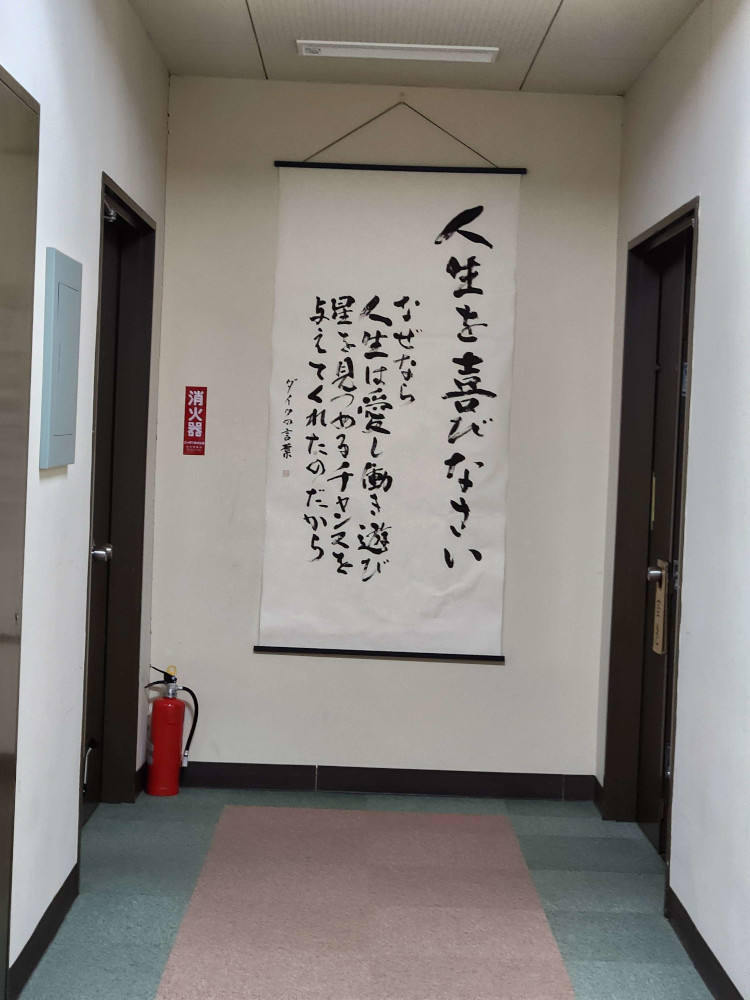 人生を喜びなさい
なぜなら
人生は愛し働き遊び
星を見つめるチャンスを
与えてくれたのだから
ダイクの言葉
消火器